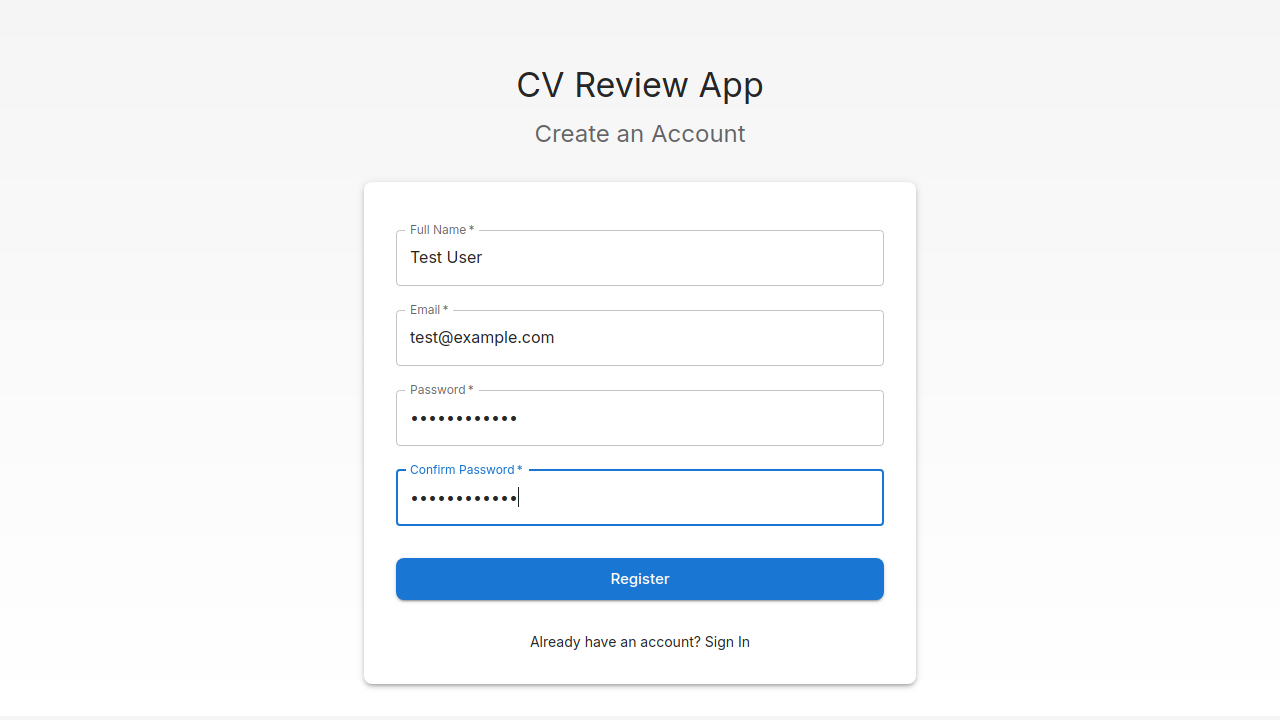 CV Review App
Create an Account
Full Name *
Test User
Email *
test@example.com
Password *
••••••••••••
Confirm Password *
••••••••••••
Register
Already have an account? Sign In